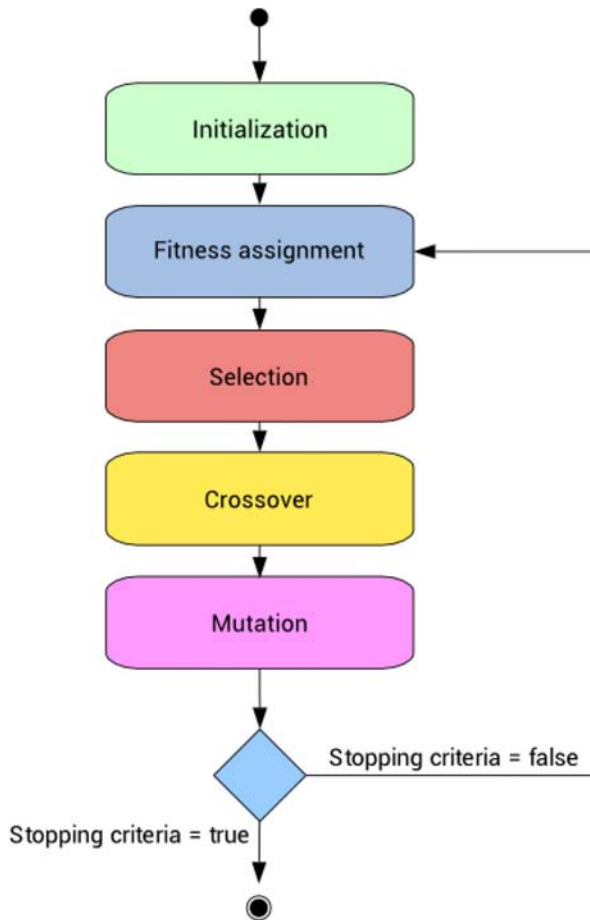 Initialization
Fitness assignment
Selection
Crossover
Mutation
Stopping criteria = false
Stopping criteria = true